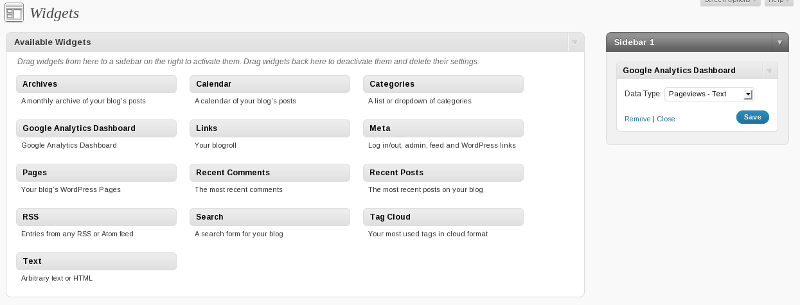 Screen Options Help
Widgets
Available Widgets
Drag widgets from here to a sidebar on the right to activate them. Drag widgets back here to deactivate them and delete their settings.
Archives Calendar Categories
A monthly archive of your blog's posts A calendar of your blog's posts A list or dropdown of categories
Google Analytics Dashboard Links Meta
Google Analytics Dashboard Your blogroll Log in/out, admin, feed and WordPress links
Pages Recent Comments Recent Posts
Your blog's WordPress Pages The most recent comments The most recent posts on your blog
RSS Search Tag Cloud
Entries from any RSS or Atom feed A search form for your blog Your most used tags in cloud format
Text
Arbitrary text or HTML
Sidebar 1
Google Analytics Dashboard
Data Type: Pageviews - Text
Remove | Close Save